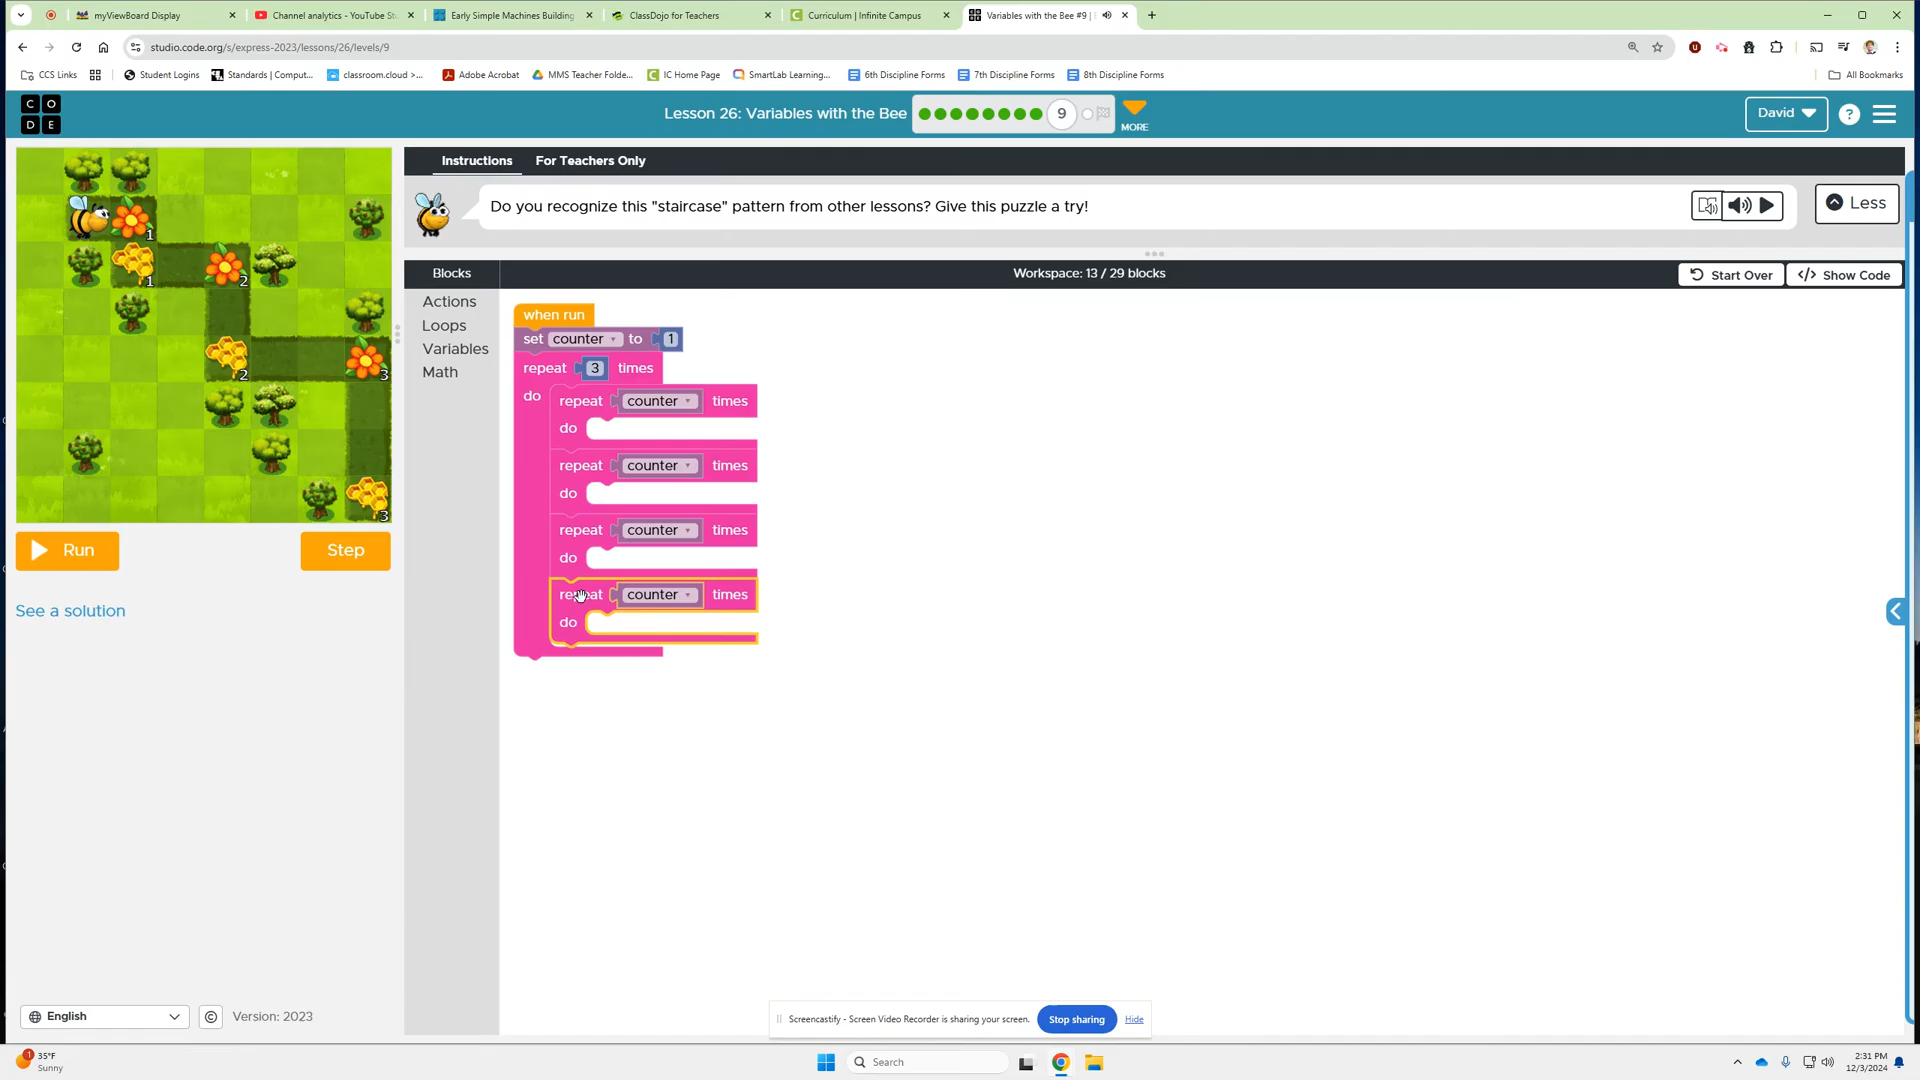 myViewBoard Display
Channel analytics - YouTube St
Early Simple Machines Building
ClassDojo for Teachers
Curriculum | Infinite Campus
Variables with the Bee #9 |
studio.code.org/s/express-2023/lessons/26/levels/9
CCS Links
Student Logins
Standards | Comput...
classroom.cloud >...
Adobe Acrobat
MMS Teacher Folde...
IC Home Page
SmartLab Learning...
6th Discipline Forms
7th Discipline Forms
8th Discipline Forms
All Bookmarks
C O
D E
Lesson 26: Variables with the Bee
9
MORE
David
?
Instructions
For Teachers Only
Do you recognize this "staircase" pattern from other lessons? Give this puzzle a try!
Less
Blocks
Workspace: 13 / 29 blocks
Start Over
</> Show Code
Actions
Loops
Variables
Math
when run
set counter to 1
repeat 3 times
do
repeat counter times
do
repeat counter times
do
repeat counter times
do
repeat counter times
do
1
1
2
2
3
3
Run
Step
See a solution
English
©
Version: 2023
Screencastify - Screen Video Recorder is sharing your screen.
Stop sharing
Hide
1
35°F
Sunny
Search
2:31 PM
12/3/2024